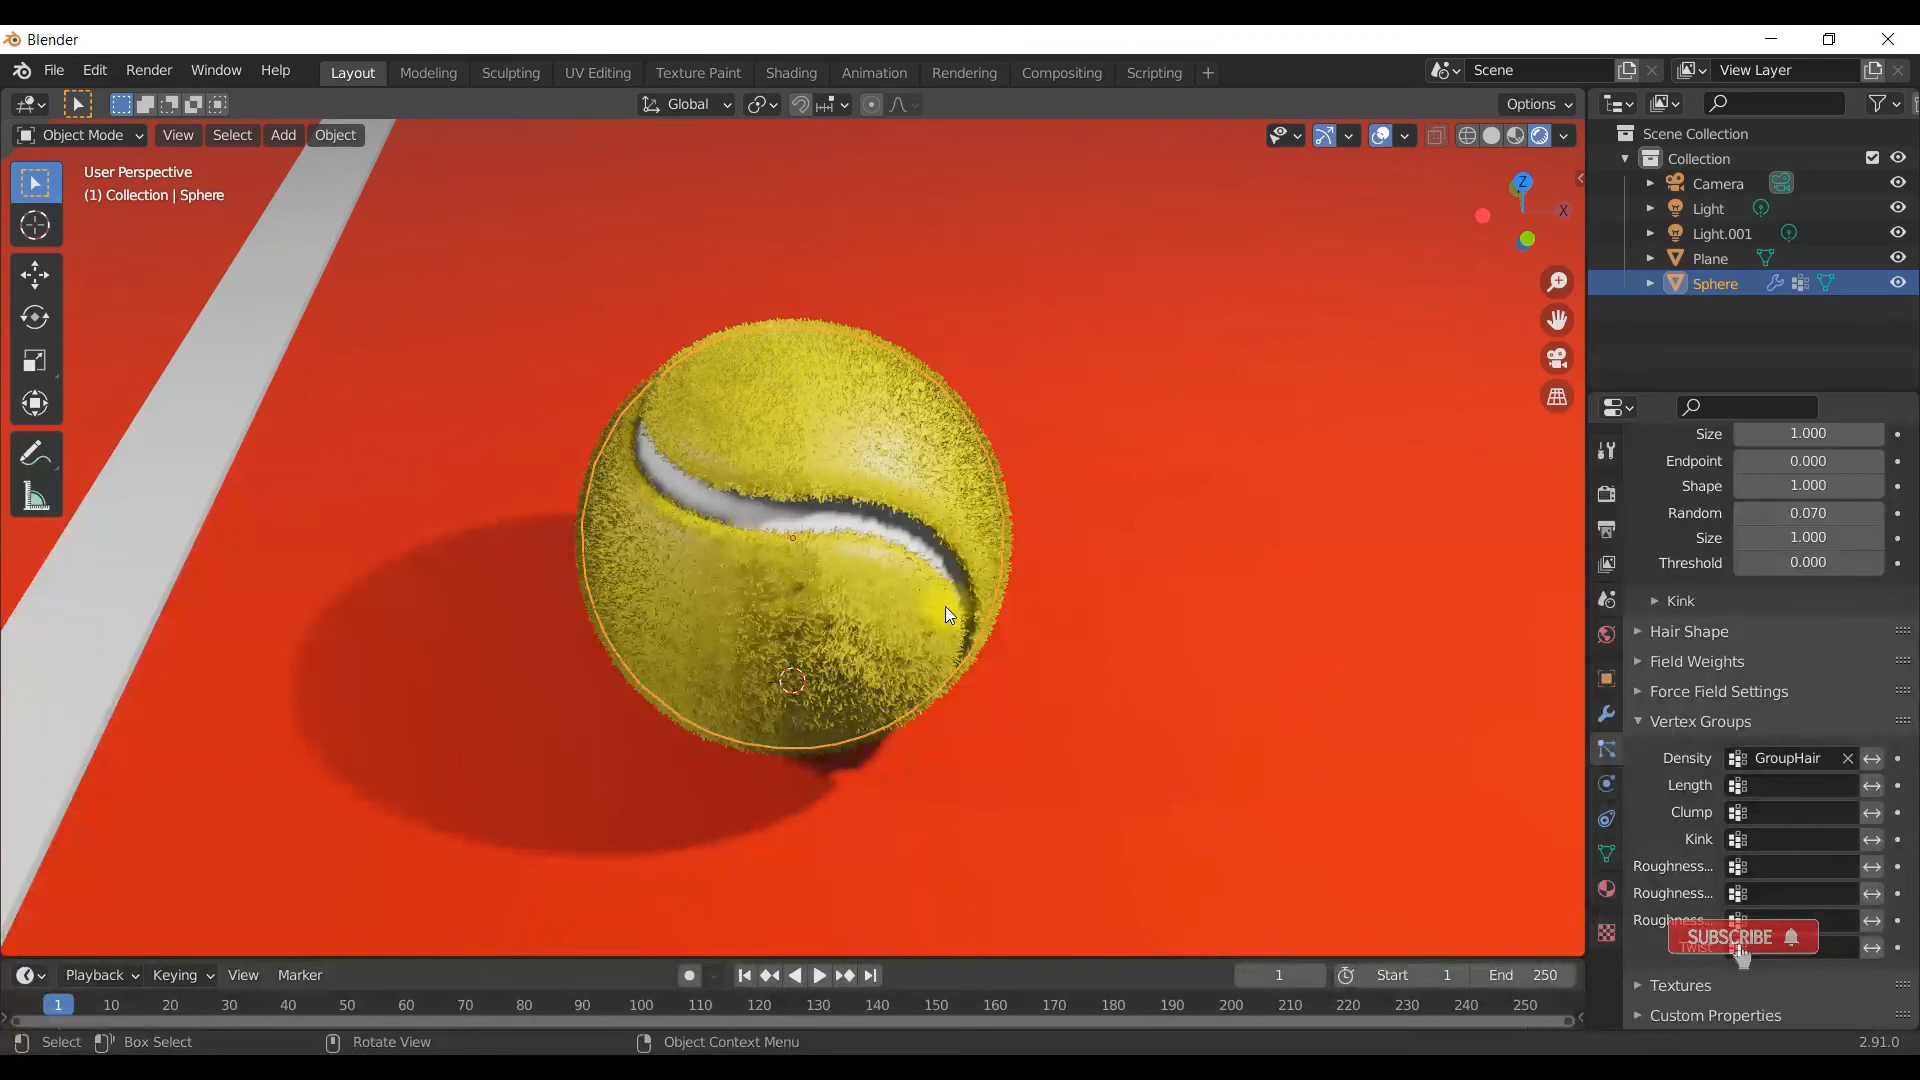 Blender
File Edit Render Window Help
Layout Modeling Sculpting UV Editing Texture Paint Shading Animation Rendering Compositing Scripting +
Scene
View Layer
Global
Options
Object Mode View Select Add Object
User Perspective
(1) Collection | Sphere
Z
X
Scene Collection
Collection
Camera
Light
Light.001
Plane
Sphere
Size 1.000
Endpoint 0.000
Shape 1.000
Random 0.070
Size 1.000
Threshold 0.000
Kink
Hair Shape
Field Weights
Force Field Settings
Vertex Groups
Density GroupHair
Length
Clump
Kink
Roughness...
Roughness...
Roughness...
Twist
SUBSCRIBE
Textures
Custom Properties
Playback Keying View Marker
1 Start 1 End 250
1 10 20 30 40 50 60 70 80 90 100 110 120 130 140 150 160 170 180 190 200 210 220 230 240 250
Select Box Select Rotate View Object Context Menu 2.91.0